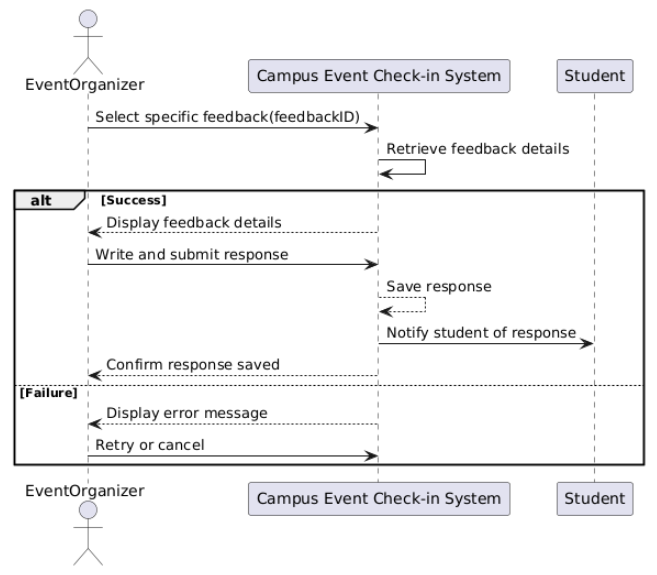 EventOrganizer
Campus Event Check-in System
Student
Select specific feedback(feedbackID)
Retrieve feedback details
alt
[Success]
Display feedback details
Write and submit response
Save response
Notify student of response
Confirm response saved
[Failure]
Display error message
Retry or cancel
EventOrganizer
Campus Event Check-in System
Student